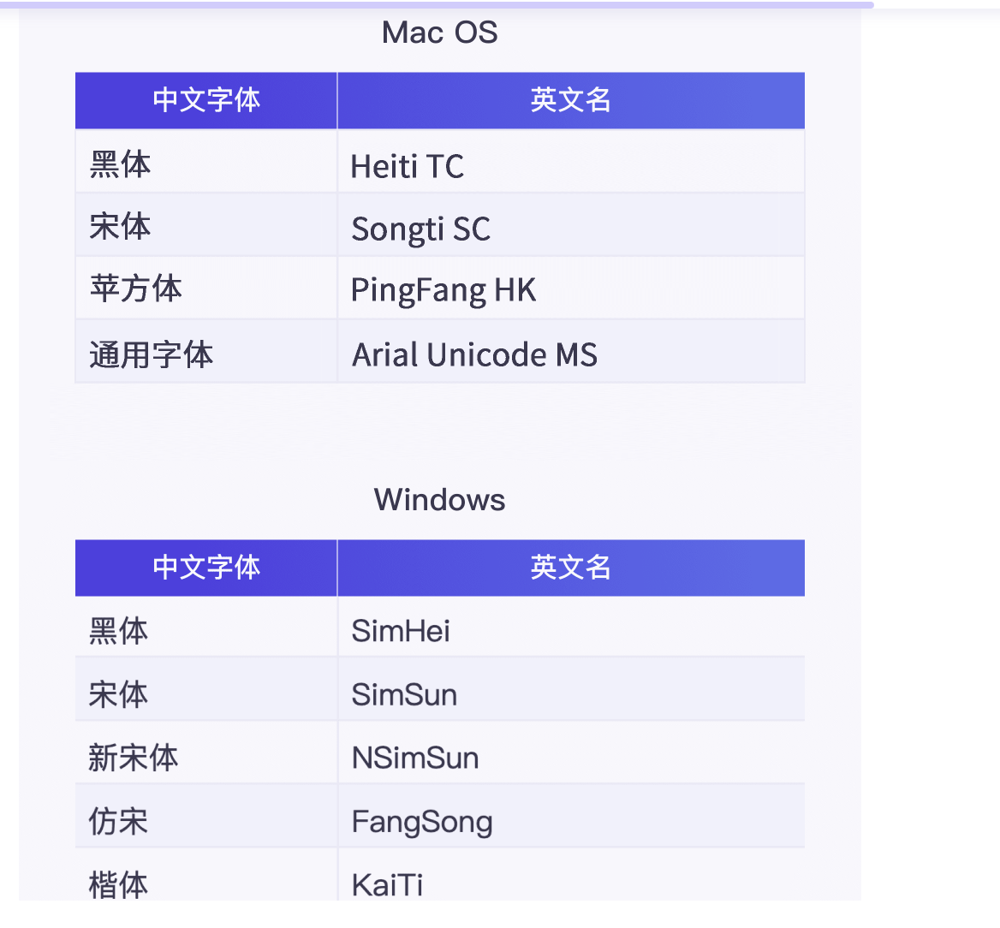 Mac OS
中文字体 英文名
黑体 Heiti TC
宋体 Songti SC
苹方体 PingFang HK
通用字体 Arial Unicode MS
Windows
中文字体 英文名
黑体 SimHei
宋体 SimSun
新宋体 NSimSun
仿宋 FangSong
楷体 KaiTi